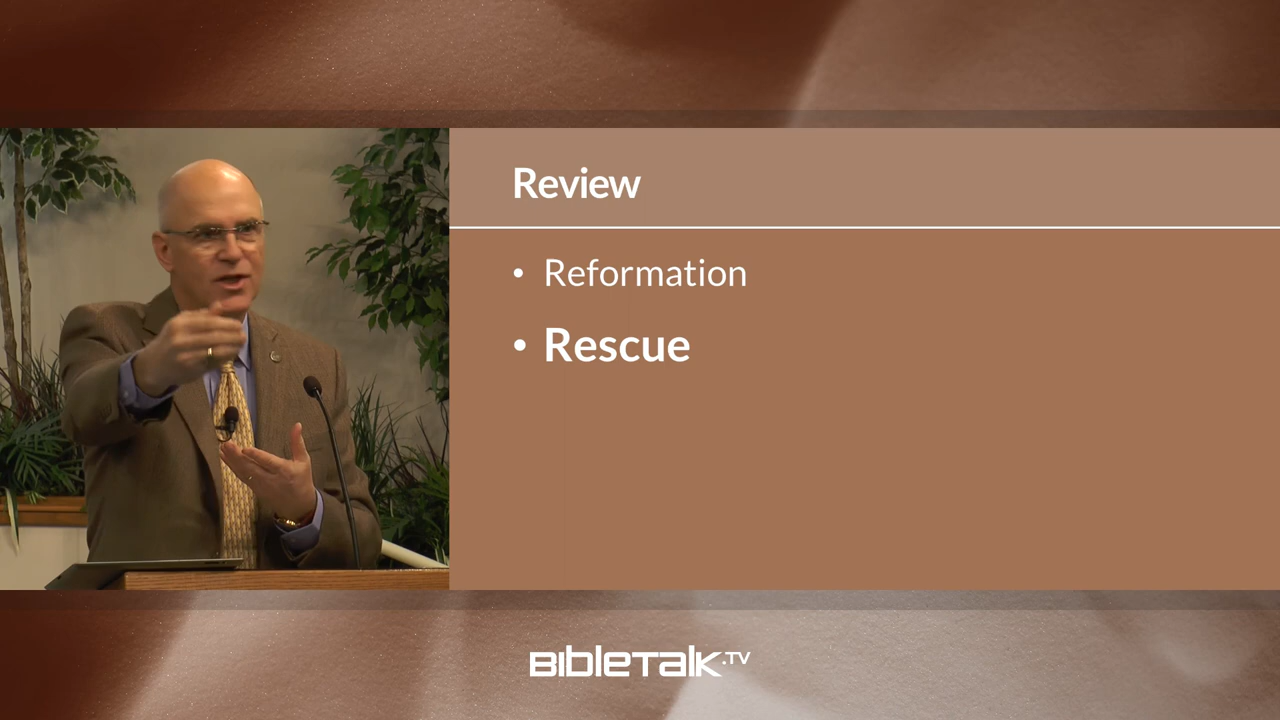 Review
• Reformation
• Rescue
BibleTalk.TV